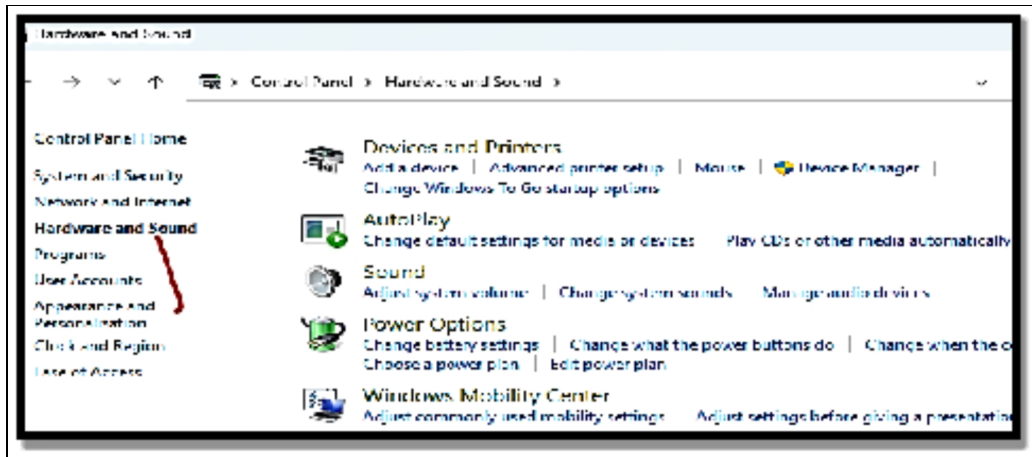 Hardware and Sound
Control Panel > Hardware and Sound >
Control Panel Home
System and Security
Network and Internet
Hardware and Sound
Programs
User Accounts
Appearance and
Personalization
Clock and Region
Ease of Access
Devices and Printers
Add a device | Advanced printer setup | Mouse | Device Manager |
Change Windows To Go startup options
AutoPlay
Change default settings for media or devices Play CDs or other media automatically
Sound
Adjust system volume | Change system sounds Manage audio devices
Power Options
Change battery settings | Change what the power buttons do | Change when the
Choose a power plan | Edit power plan
Windows Mobility Center
Adjust commonly used mobility settings Adjust settings before giving a presentation